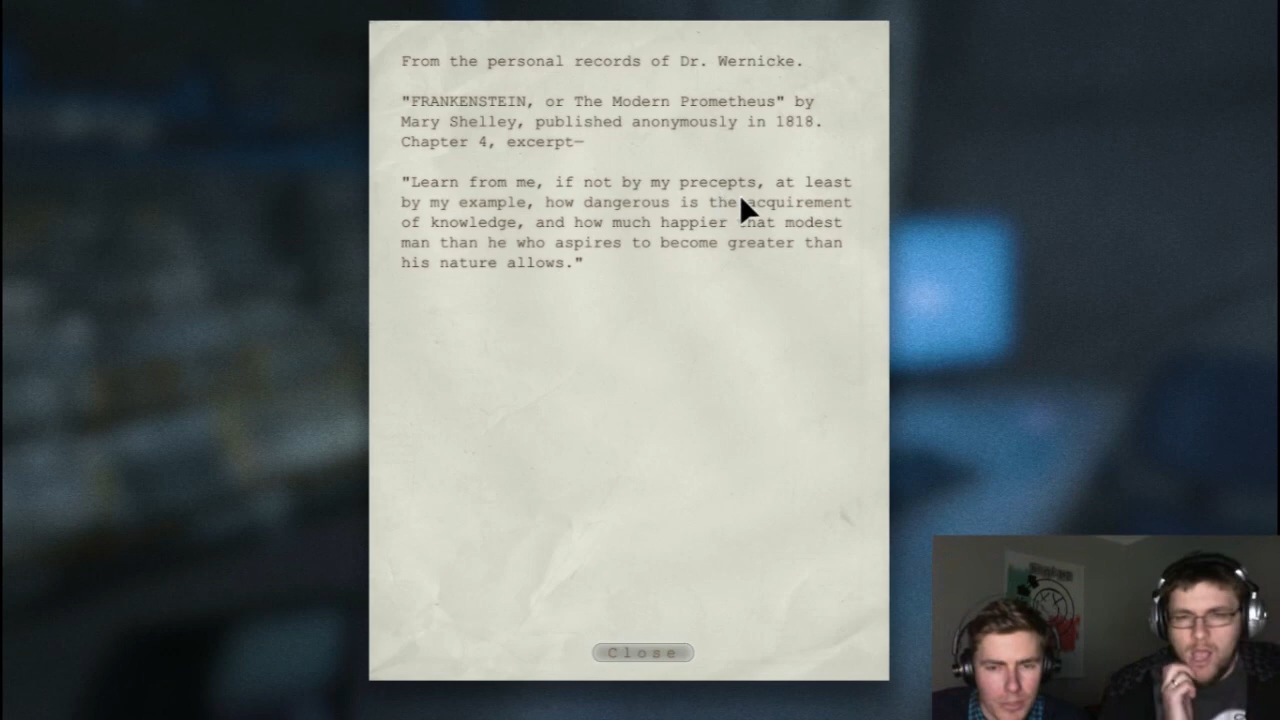 From the personal records of Dr. Wernicke.
"FRANKENSTEIN, or The Modern Prometheus" by
Mary Shelley, published anonymously in 1818.
Chapter 4, excerpt—
"Learn from me, if not by my precepts, at least
by my example, how dangerous is the acquirement
of knowledge, and how much happier that modest
man than he who aspires to become greater than
his nature allows."
Close